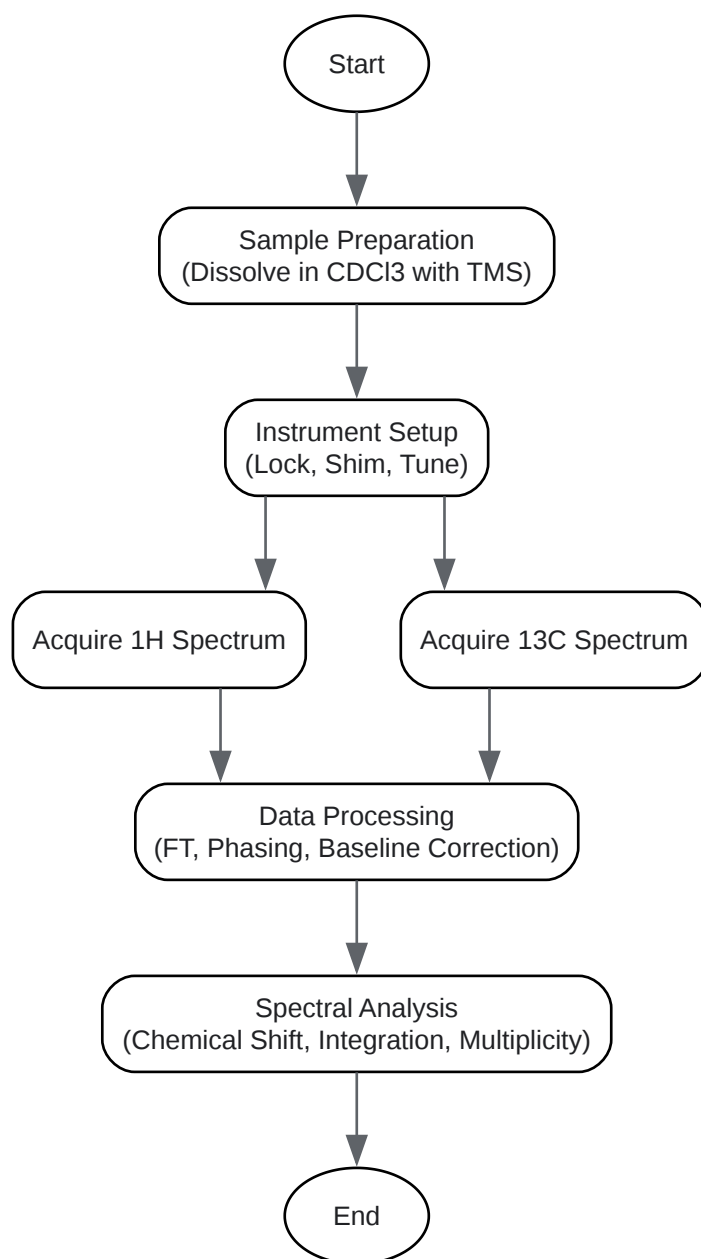 Start
Sample Preparation
(Dissolve in CDCl3 with TMS)
Instrument Setup
(Lock, Shim, Tune)
Acquire 1H Spectrum
Acquire 13C Spectrum
Data Processing
(FT, Phasing, Baseline Correction)
Spectral Analysis
(Chemical Shift, Integration, Multiplicity)
End